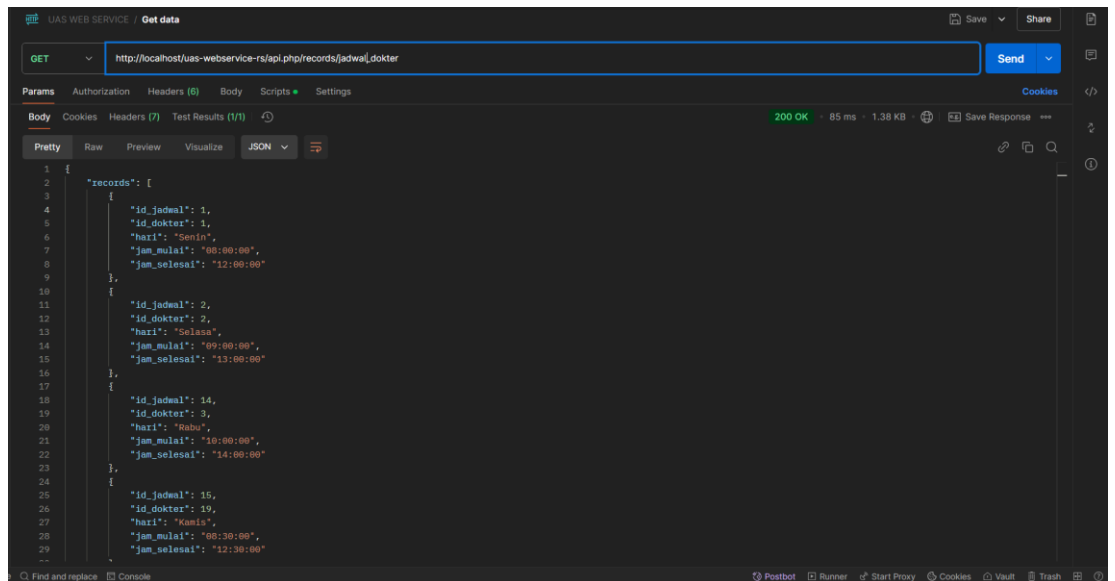 HTTP UAS WEB SERVICE / Get data Save Share
GET http://localhost/uas-webservice-rs/api.php/records/jadwal_dokter Send
Params Authorization Headers (6) Body Scripts Settings Cookies
Body Cookies Headers (7) Test Results (1/1) 200 OK 85 ms 1.38 KB Save Response
Pretty Raw Preview Visualize JSON
1 {
2 "records": [
3 {
4 "id_jadwal": 1,
5 "id_dokter": 1,
6 "hari": "Senin",
7 "jam_mulai": "08:00:00",
8 "jam_selesai": "12:00:00"
9 },
10 {
11 "id_jadwal": 2,
12 "id_dokter": 2,
13 "hari": "Selasa",
14 "jam_mulai": "09:00:00",
15 "jam_selesai": "13:00:00"
16 },
17 {
18 "id_jadwal": 14,
19 "id_dokter": 3,
20 "hari": "Rabu",
21 "jam_mulai": "10:00:00",
22 "jam_selesai": "14:00:00"
23 },
24 {
25 "id_jadwal": 15,
26 "id_dokter": 19,
27 "hari": "Kamis",
28 "jam_mulai": "08:30:00",
29 "jam_selesai": "12:30:00"
Find and replace Console Postbot Runner Start Proxy Cookies Vault Trash